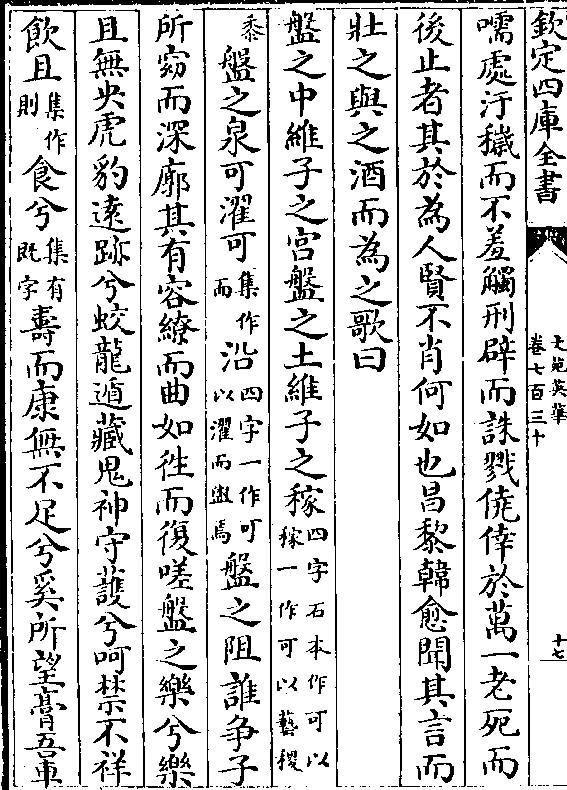 欽定四庫全書
文苑英華
卷七百三十
十七
嚅處汙穢而不羞觸刑辟而誅戮僥倖於萬一老死而
後止者其於為人賢不肖何如也昌黎韓愈聞其言而
壯之與之酒而為之歌曰
盤之中維子之宫盤之土維子之稼四字石本作可以稼一作可以藝稷
黍盤之泉可濯可集作而沿四字一作可以濯而㳂焉盤之阻誰争子
所窈而深廓其有容繚而曲如徃而復嗟盤之樂兮樂
且無央虎豹遠跡兮蛟龍遁藏鬼神守護兮呵禁不祥
飲且集作則食兮集有既字壽而康無不足兮奚所望膏吾車